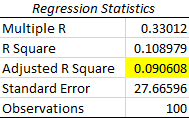 Regression Statistics
Multiple R 0.33012
R Square 0.108979
Adjusted R Square 0.090608
Standard Error 27.66596
Observations 100